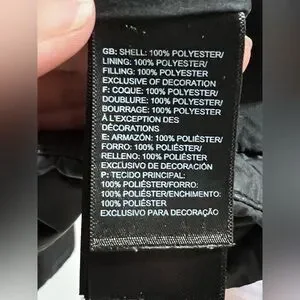 GB: SHELL: 100% POLYESTER/
LINING: 100% POLYESTER/
FILLING: 100% POLYESTER
EXCLUSIVE OF DECORATION
F: COQUE: 100% POLYESTER/
DOUBLURE: 100% POLYESTER/
BOURRAGE: 100% POLYESTER
À L'EXCEPTION DES
DÉCORATIONS
E: ARMAZÓN: 100% POLIÉSTER/
FORRO: 100% POLIÉSTER/
RELLENO: 100% POLIÉSTER
EXCLUSIVO DE DECORACIÓN
P: TECIDO PRINCIPAL:
100% POLIÉSTER/FORRO:
100% POLIÉSTER/ENCHIMENTO:
100% POLIÉSTER
EXCLUSIVO PARA DECORAÇÃO